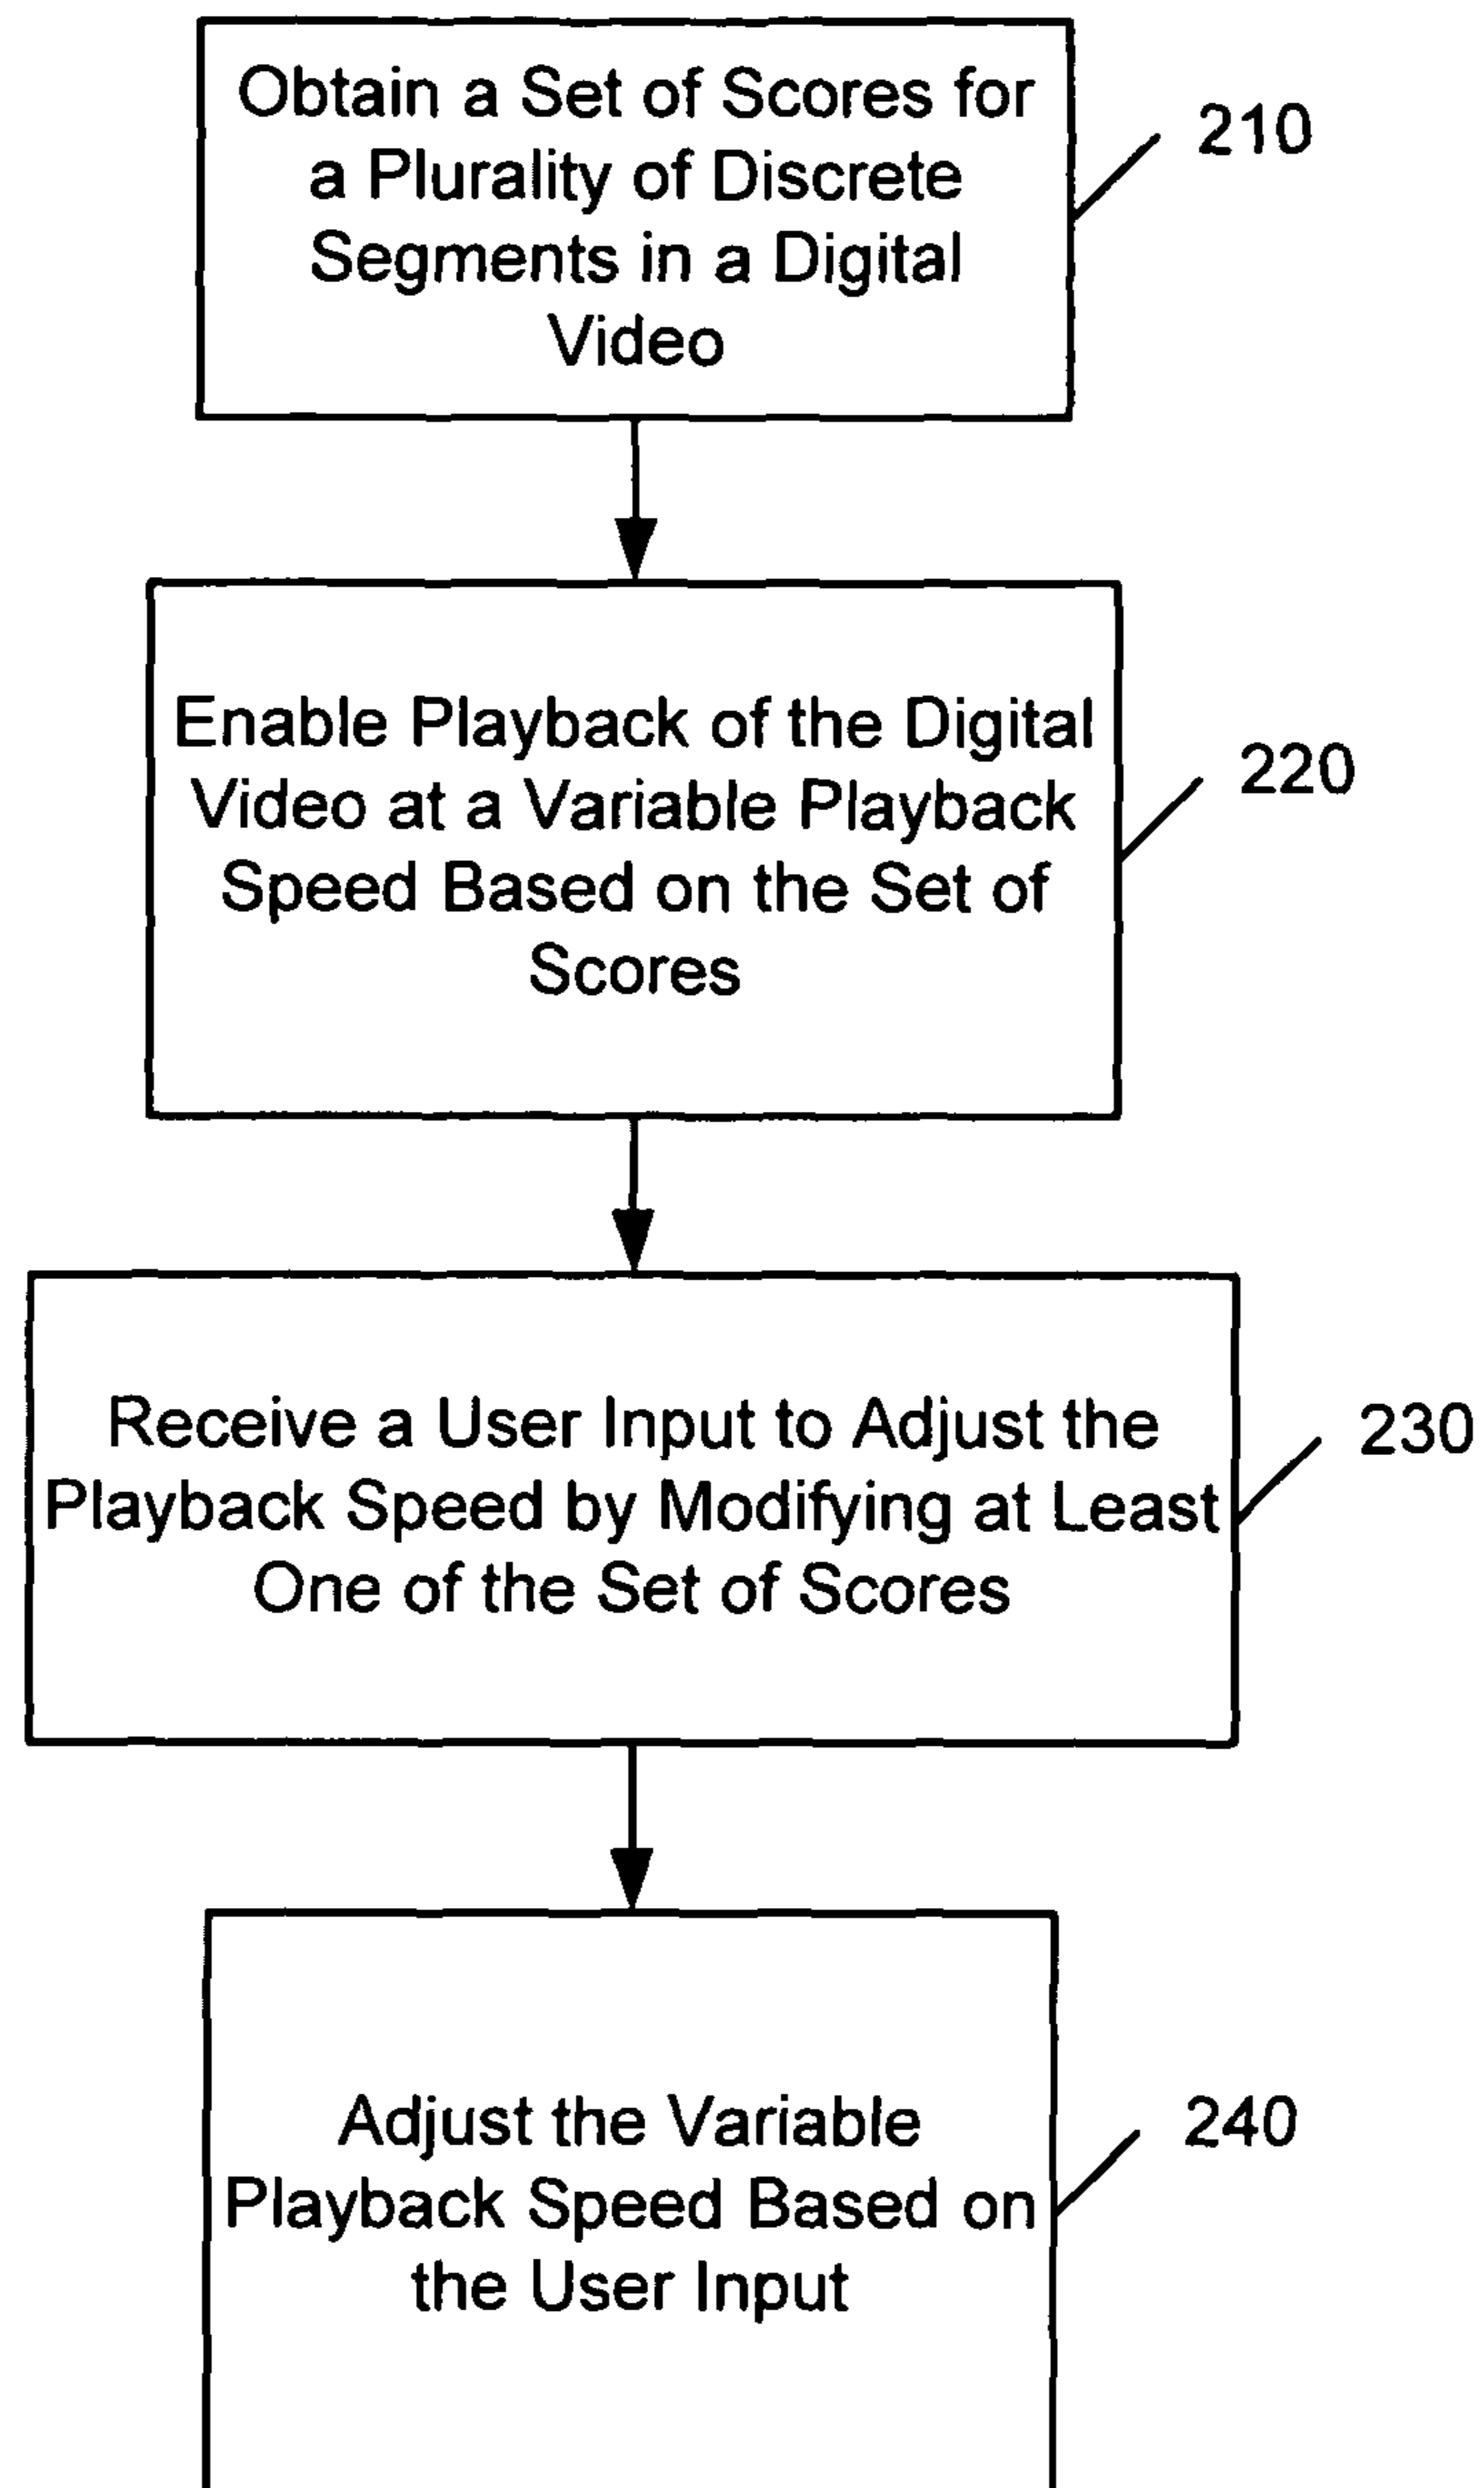 Obtain a Set of Scores for
a Plurality of Discrete
Segments in a Digital
Video
210
Enable Playback of the Digital
Video at a Variable Playback
Speed Based on the Set of
Scores
220
Receive a User Input to Adjust the
Playback Speed by Modifying at Least
One of the Set of Scores
230
Adjust the Variable
Playback Speed Based on
the User Input
240